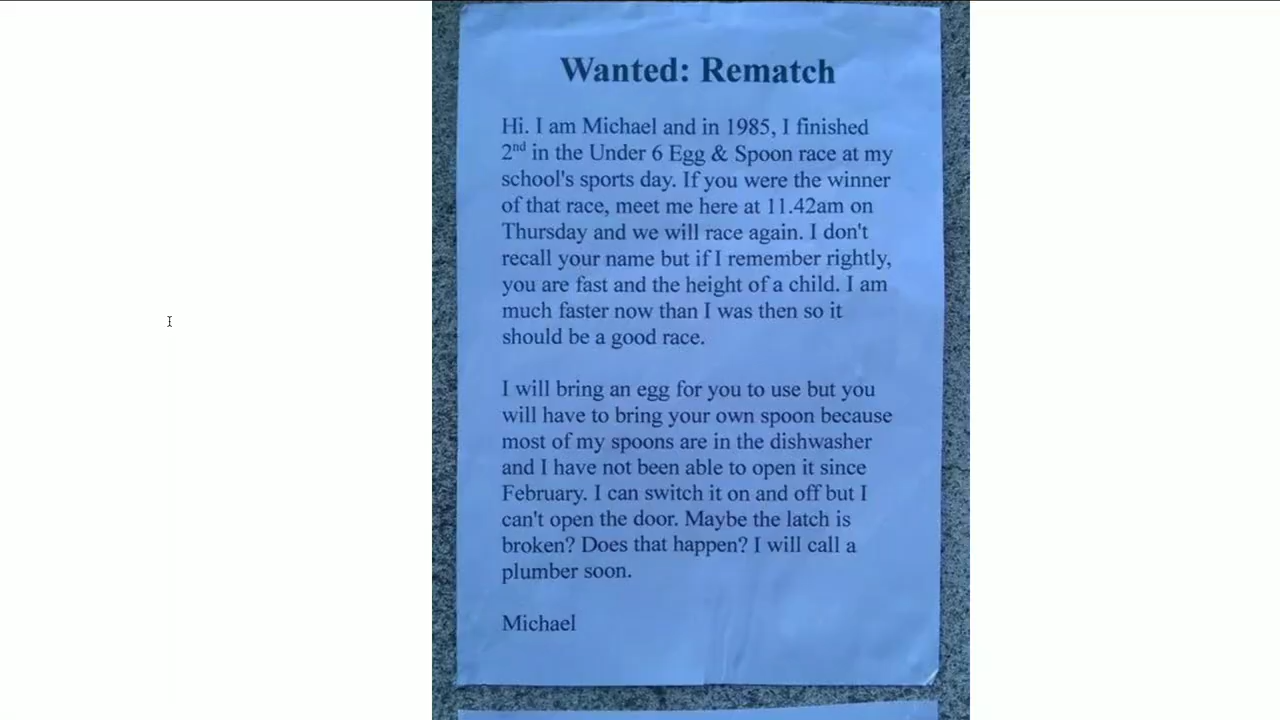 Wanted: Rematch
Hi. I am Michael and in 1985, I finished
2nd in the Under 6 Egg & Spoon race at my
school's sports day. If you were the winner
of that race, meet me here at 11.42am on
Thursday and we will race again. I don't
recall your name but if I remember rightly,
you are fast and the height of a child. I am
much faster now than I was then so it
should be a good race.
I will bring an egg for you to use but you
will have to bring your own spoon because
most of my spoons are in the dishwasher
and I have not been able to open it since
February. I can switch it on and off but I
can't open the door. Maybe the latch is
broken? Does that happen? I will call a
plumber soon.
Michael